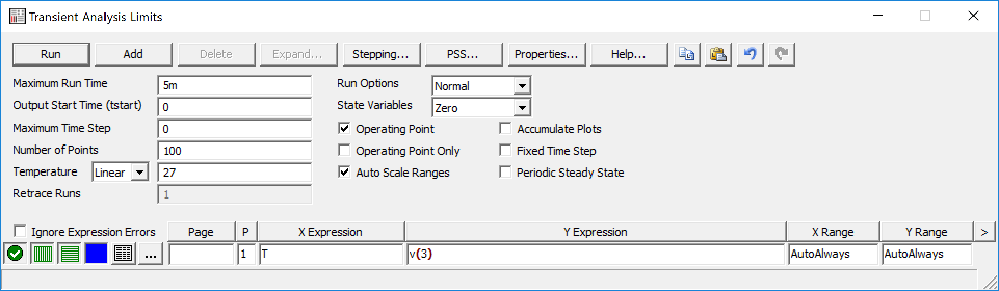 Transient Analysis Limits
Run Add Delete Expand... Stepping... PSS... Properties... Help...
Maximum Run Time 5m Run Options Normal
Output Start Time (tstart) 0 State Variables Zero
Maximum Time Step 0 Operating Point Accumulate Plots
Number of Points 100 Operating Point Only Fixed Time Step
Temperature Linear 27 Auto Scale Ranges Periodic Steady State
Retrace Runs 1
Ignore Expression Errors Page P X Expression Y Expression X Range Y Range >
... 1 T v(3) AutoAlways AutoAlways